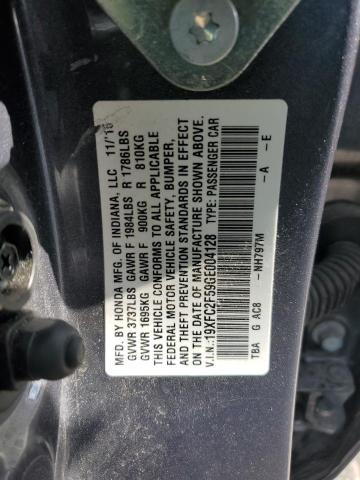 MFD. BY HONDA MFG. OF INDIANA, LLC 11/15
GVWR 3737LBS GAWR F 1984LBS R 1786LBS
GVWR 1695KG GAWR F 900KG R 810KG
THIS VEHICLE CONFORMS TO ALL APPLICABLE
FEDERAL MOTOR VEHICLE SAFETY, BUMPER,
AND THEFT PREVENTION STANDARDS IN EFFECT
ON THE DATE OF MANUFACTURE SHOWN ABOVE.
V.I.N.: 19XFC2F59GE004128 TYPE: PASSENGER CAR
TBA G AC8 -NH797M -A -E